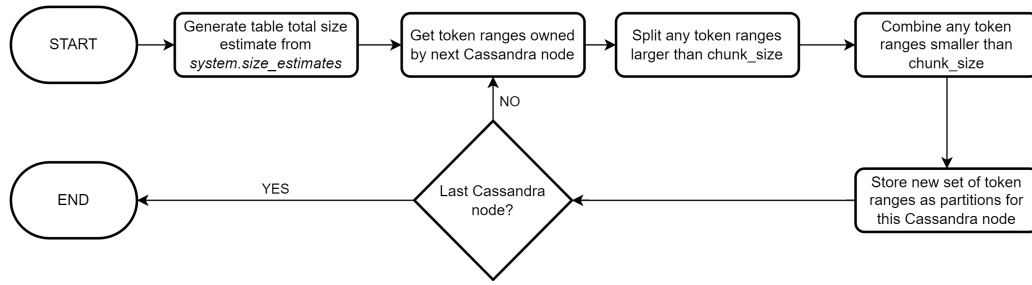 START
Generate table total size
estimate from
system.size_estimates
Get token ranges owned
by next Cassandra node
Split any token ranges
larger than chunk_size
Combine any token
ranges smaller than
chunk_size
NO
Store new set of token
ranges as partitions for
this Cassandra node
Last Cassandra
node?
YES
END